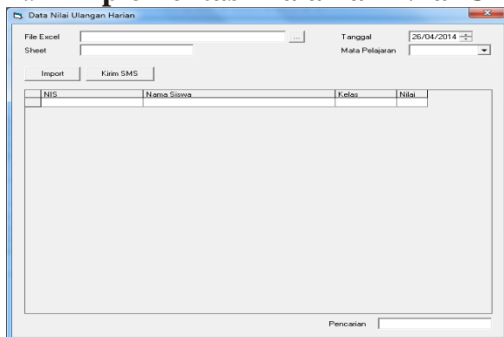 Data Nilai Ulangan Harian
File Excel ... Tanggal 26/04/2014
Sheet Mata Pelajaran
Import Kirim SMS
NIS Nama Siswa Kelas Nilai
Pencarian